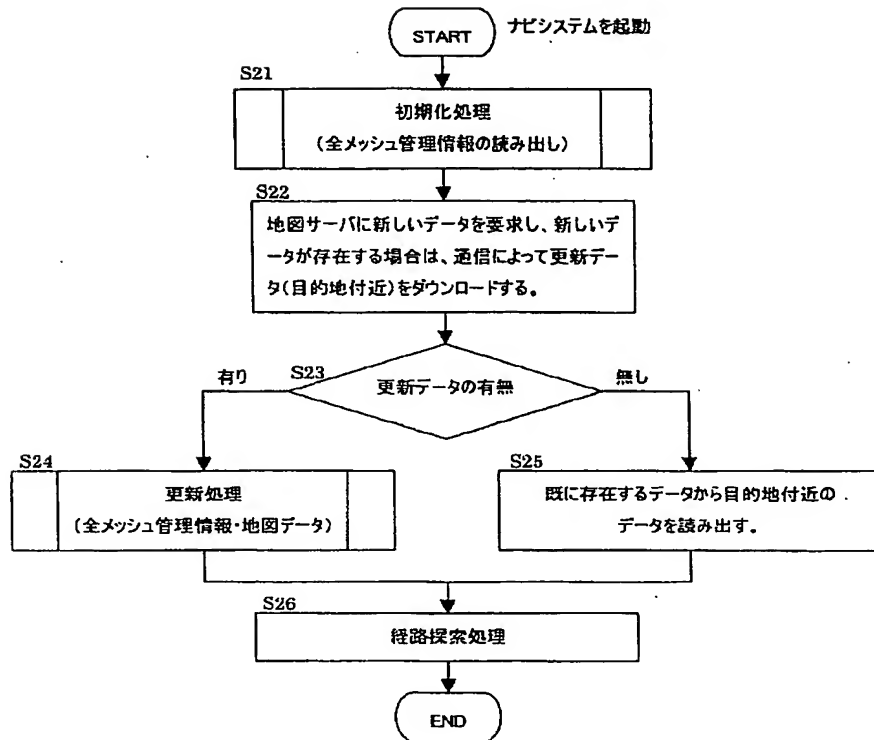 START
ナビシステムを起動
S21
初期化処理
(全メッシュ管理情報の読み出し)
S22
地図サーバに新しいデータを要求し、新しいデ
ータが存在する場合は、通信によって更新デー
タ(目的地付近)をダウンロードする。
S23
更新データの有無
有り
無し
S24
更新処理
(全メッシュ管理情報・地図データ)
S25
既に存在するデータから目的地付近の
データを読み出す。
S26
経路探索処理
END